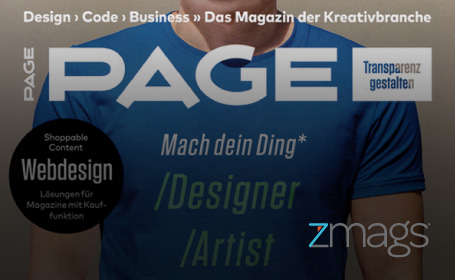 Design › Code › Business » Das Magazin der Kreativbranche
PAGE
PAGE
Transparenz
gestalten
Mach dein Ding*
/Designer
/Artist
Shoppable
Content
Webdesign
Lösungen für
Magazine mit Kauf-
funktion
zmags